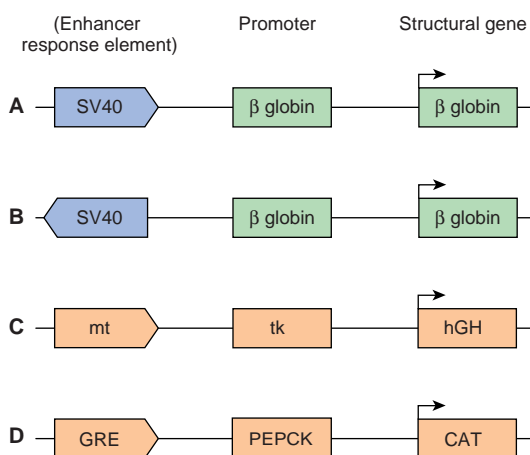 (Enhancer response element) Promoter Structural gene
A SV40 β globin β globin
B SV40 β globin β globin
C mt tk hGH
D GRE PEPCK CAT